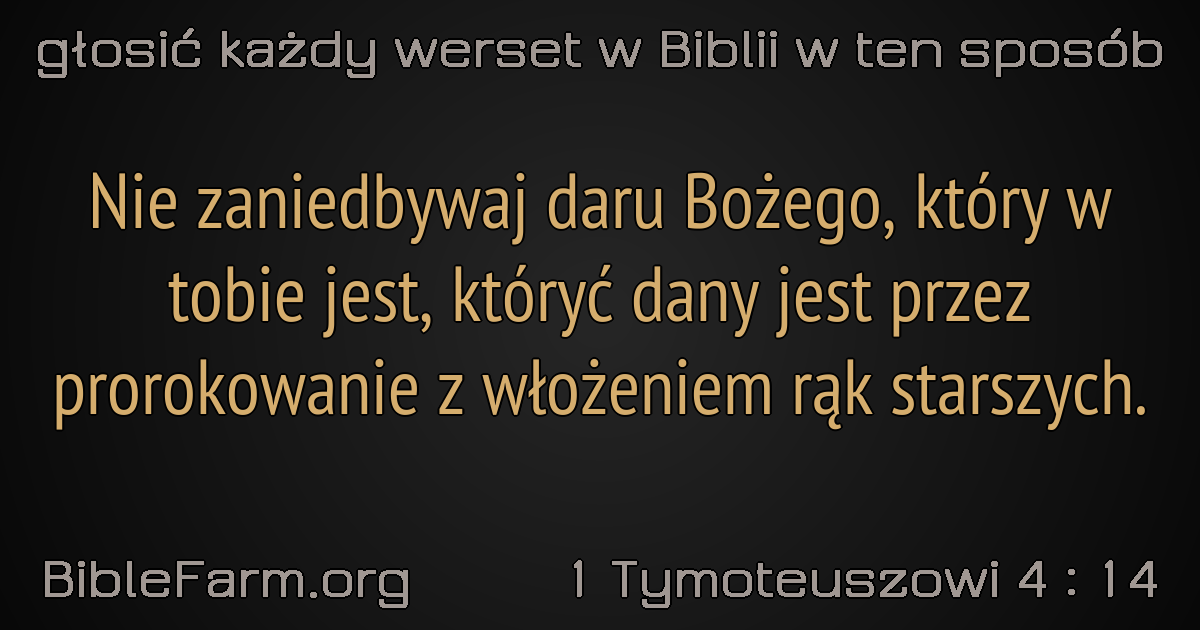 głosić każdy werset w Biblii w ten sposób
Nie zaniedbywaj daru Bożego, który w
tobie jest, któryć dany jest przez
prorokowanie z włożeniem rąk starszych.
BibleFarm.org
1 Tymoteuszowi 4 : 14